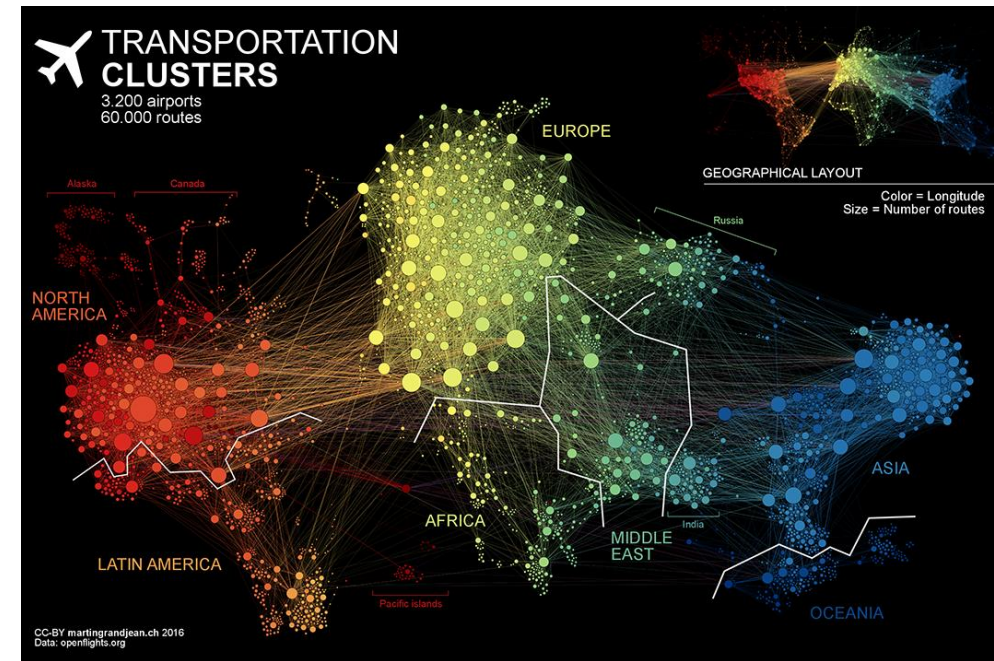 TRANSPORTATION
CLUSTERS
3.200 airports
60.000 routes
EUROPE
GEOGRAPHICAL LAYOUT
Color = Longitude
Size = Number of routes
Alaska
Canada
Russia
NORTH
AMERICA
ASIA
AFRICA
India
MIDDLE
EAST
LATIN AMERICA
Pacific islands
OCEANIA
CC-BY martingrandjean.ch 2016
Data: openflights.org